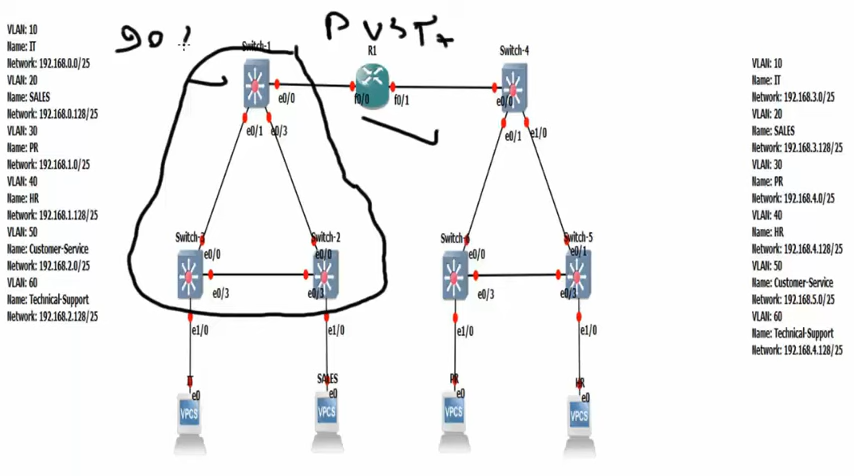 VLAN: 10
Name: IT
Network: 192.168.0.0/25
VLAN: 20
Name: SALES
Network: 192.168.0.128/25
VLAN: 30
Name: PR
Network: 192.168.1.0/25
VLAN: 40
Name: HR
Network: 192.168.1.128/25
VLAN: 50
Name: Customer-Service
Network: 192.168.2.0/25
VLAN: 60
Name: Technical-Support
Network: 192.168.2.128/25
PVST+
Switch-1
R1
Switch-4
e0/0
f0/0
f0/1
e0/0
e0/1
e0/3
e0/1
e1/0
Switch-2
Switch-5
e0/0
e0/0
e0/0
e0/1
e0/3
e0/3
e0/3
e0/3
e1/0
e1/0
e1/0
e1/0
IT
SALES
PR
HR
e0
e0
e0
e0
VPCS
VPCS
VPCS
VPCS
VLAN: 10
Name: IT
Network: 192.168.3.0/25
VLAN: 20
Name: SALES
Network: 192.168.3.128/25
VLAN: 30
Name: PR
Network: 192.168.4.0/25
VLAN: 40
Name: HR
Network: 192.168.4.128/25
VLAN: 50
Name: Customer-Service
Network: 192.168.5.0/25
VLAN: 60
Name: Technical-Support
Network: 192.168.4.128/25